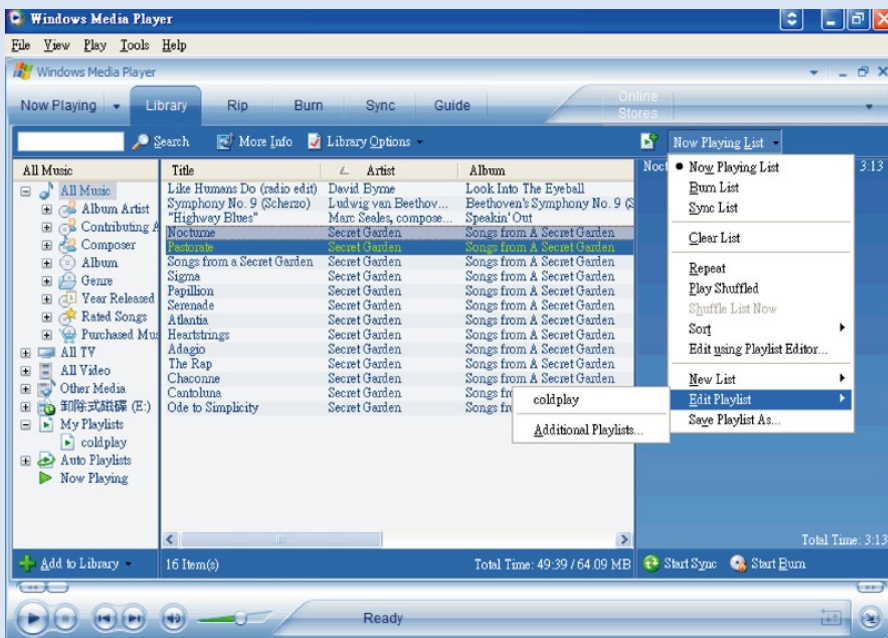 Windows Media Player
File View Play Tools Help
Windows Media Player
Now Playing Library Rip Burn Sync Guide Online Stores
Search More Info Library Options Now Playing List
All Music
All Music
Album Artist
Contributing A
Composer
Album
Genre
Year Released
Rated Songs
Purchased Mus
All TV
All Video
Other Media
卸除式磁碟 (E:)
My Playlists
coldplay
Auto Playlists
Now Playing
Title Artist Album
Like Humans Do (radio edit) David Byrne Look Into The Eyeball
Symphony No. 9 (Scherzo) Ludwig van Beethov... Beethoven's Symphony No. 9 (S
"Highway Blues" Marc Seales, compose... Speakin' Out
Nocturne Secret Garden Songs from A Secret Garden
Pastorale Secret Garden Songs from A Secret Garden
Songs from a Secret Garden Secret Garden Songs from A Secret Garden
Sigma Secret Garden Songs from A Secret Garden
Papillion Secret Garden Songs from A Secret Garden
Serenade Secret Garden Songs from A Secret Garden
Atlantia Secret Garden Songs from A Secret Garden
Heartstrings Secret Garden Songs from A Secret Garden
Adagio Secret Garden Songs from A Secret Garden
The Rap Secret Garden Songs from A Secret Garden
Chaconne Secret Garden Songs from A Secret Garden
Cantoluna Secret Garden Songs fr
Ode to Simplicity Secret Garden Songs fr
Noct 3:13
Now Playing List
Burn List
Sync List
Clear List
Repeat
Play Shuffled
Shuffle List Now
Sort
Edit using Playlist Editor...
New List
Edit Playlist
Save Playlist As...
coldplay
Additional Playlists...
Total Time: 3:13
Add to Library 16 Item(s) Total Time: 49:39 / 64.09 MB Start Sync Start Burn
Ready